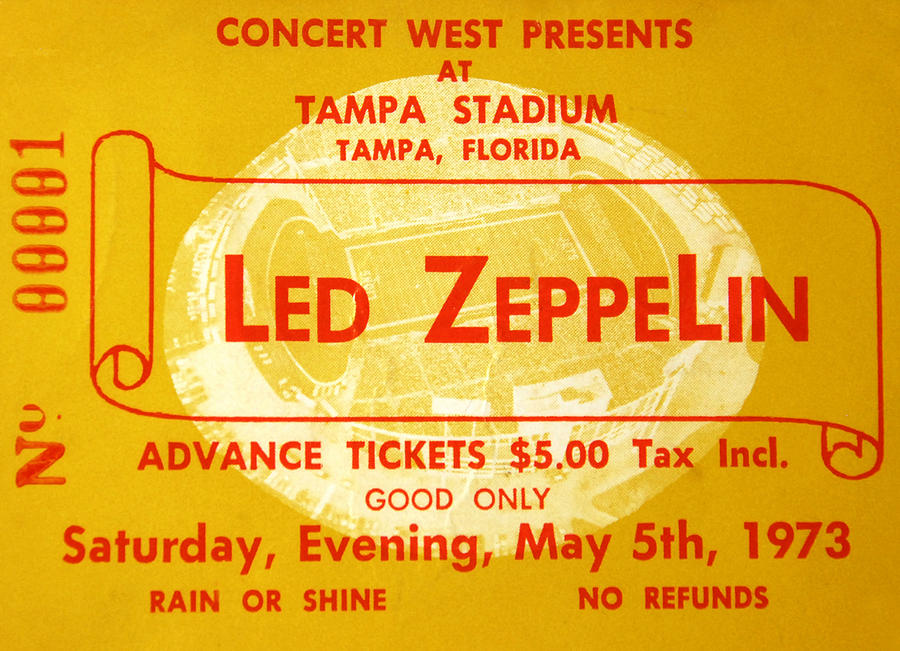 CONCERT WEST PRESENTS
AT
TAMPA STADIUM
TAMPA, FLORIDA
Nº 00001
LED ZEPPELIN
ADVANCE TICKETS $5.00 Tax Incl.
GOOD ONLY
Saturday, Evening, May 5th, 1973
RAIN OR SHINE NO REFUNDS